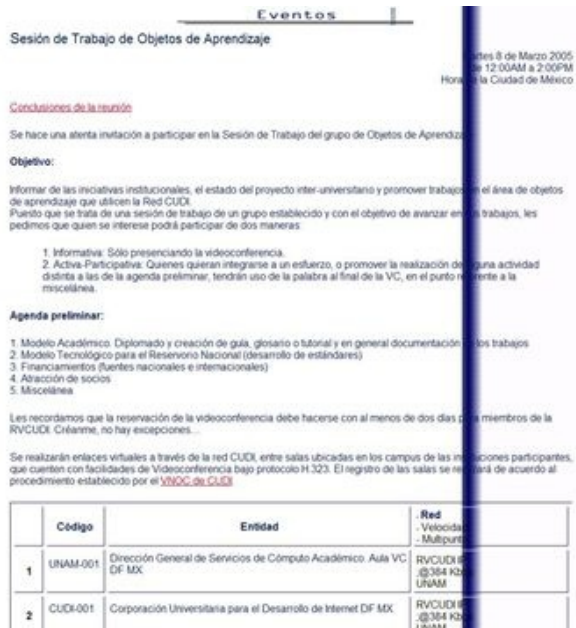 Eventos
Sesión de Trabajo de Objetos de Aprendizaje
8 de Marzo 2005
de 12:00AM a 2:00PM
Hora la Ciudad de México
Conclusiones de la reunión
Se hace una atenta invitación a participar en la Sesión de Trabajo del grupo de Objetos de
Objetivo:
Informar de las iniciativas institucionales, el estado del proyecto inter-universitario y promover trabajos en el área de objetos
de aprendizaje que utilicen la Red CUDI.
Puesto que se trata de una sesión de trabajo de un grupo establecido y con el objetivo de avanzar en trabajos, les
pedimos que quien se interese podrá participar de dos maneras:
1. Informativa: Sólo presenciando la videoconferencia.
2. Activa-Participativa: Quienes quieran integrarse a un esfuerzo, o promover la realización de actividad
distinta a las de la agenda preliminar, tendrán uso de la palabra al final de la VC, en el punto a la
miscelánea.
Agenda preliminar:
1. Modelo Académico. Diplomado y creación de guía, glosario o tutorial y en general documentación los trabajos
2. Modelo Tecnológico para el Reservorio Nacional (desarrollo de estándares)
3. Financiamientos (fuentes nacionales e internacionales)
4. Atracción de socios
5. Miscelánea
Les recordamos que la reservación de la videoconferencia debe hacerse con al menos de dos días miembros de la
RVCUDI. Créanme, no hay excepciones...
Se realizarán enlaces virtuales a través de la red CUDI, entre salas ubicadas en los campus de las participantes,
que cuenten con facilidades de Videoconferencia bajo protocolo H.323. El registro de las salas se de acuerdo al
procedimiento establecido por el VNOC de CUDI
Código Entidad - Red
- Velocidad
- Multipunto
1 UNAM-001 Dirección General de Servicios de Cómputo Académico. Aula VC RVCUDI
DF MX @384
UNAM
2 CUDI-001 Corporación Universitaria para el Desarrollo de Internet DF MX RVCUDI
@384
UNAM